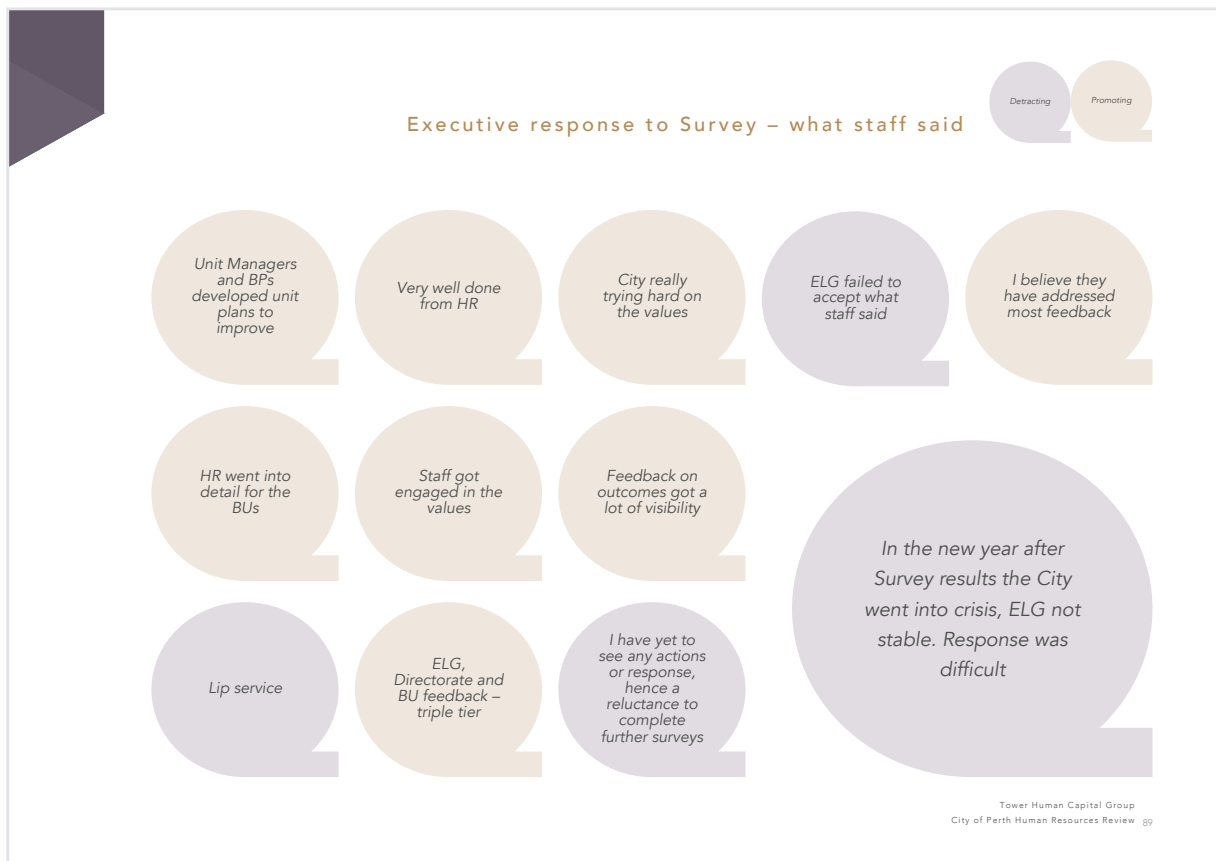 Executive response to Survey – what staff said
Detracting
Promoting
Unit Managers
and BPs
developed unit
plans to
improve
Very well done
from HR
City really
trying hard on
the values
ELG failed to
accept what
staff said
I believe they
have addressed
most feedback
HR went into
detail for the
BUs
Staff got
engaged in the
values
Feedback on
outcomes got a
lot of visibility
In the new year after
Survey results the City
went into crisis, ELG not
stable. Response was
difficult
Lip service
ELG,
Directorate and
BU feedback –
triple tier
I have yet to
see any actions
or response,
hence a
reluctance to
complete
further surveys
Tower Human Capital Group
City of Perth Human Resources Review 89